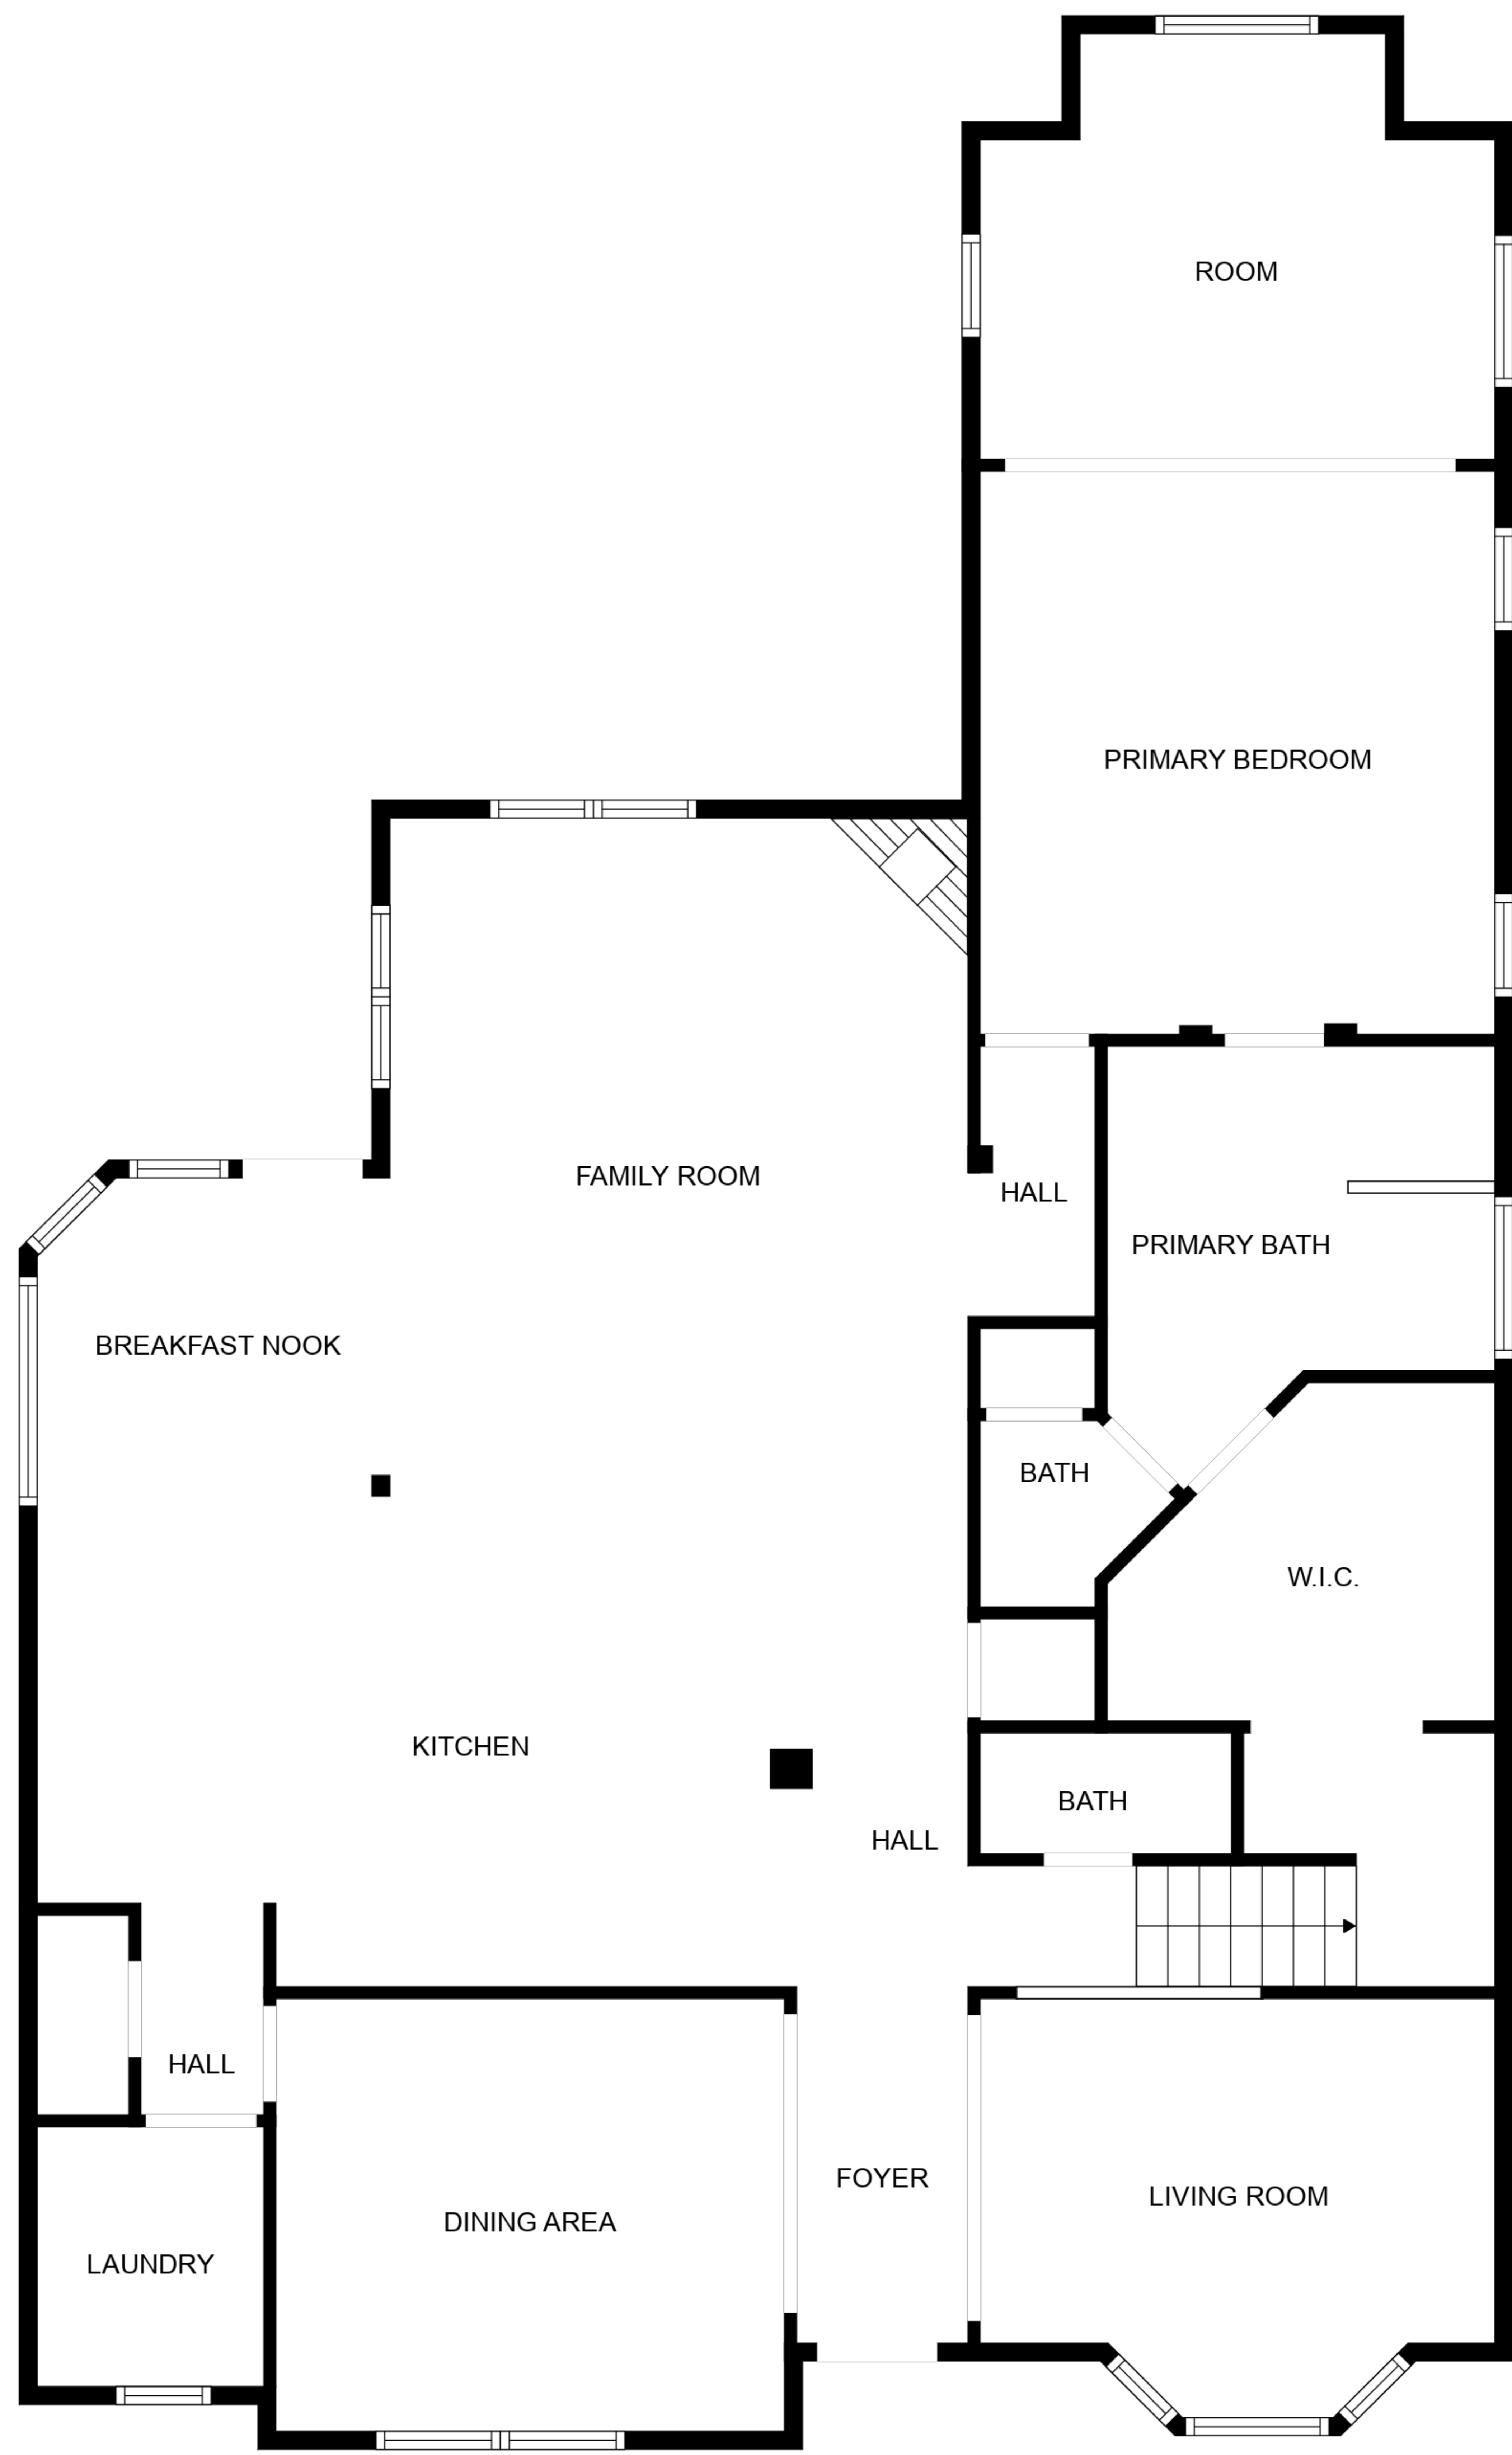 ROOM
PRIMARY BEDROOM
FAMILY ROOM
HALL
PRIMARY BATH
BREAKFAST NOOK
BATH
W.I.C.
KITCHEN
BATH
HALL
HALL
FOYER
LIVING ROOM
DINING AREA
LAUNDRY